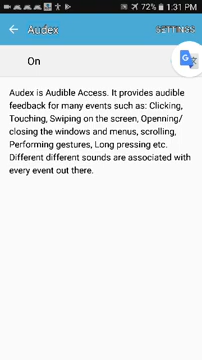 72% 1:31 PM
Audex SETTINGS
On
Audex is Audible Access. It provides audible
feedback for many events such as: Clicking,
Touching, Swiping on the screen, Openning/
closing the windows and menus, scrolling,
Performing gestures, Long pressing etc.
Different different sounds are associated with
every event out there.